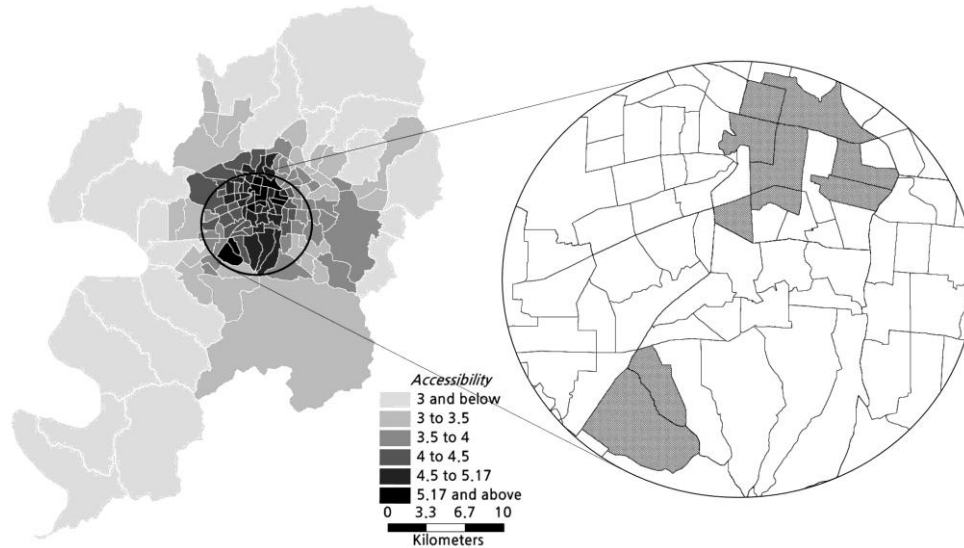 Accessibility
3 and below
3 to 3.5
3.5 to 4
4 to 4.5
4.5 to 5.17
5.17 and above
0 3.3 6.7 10
Kilometers